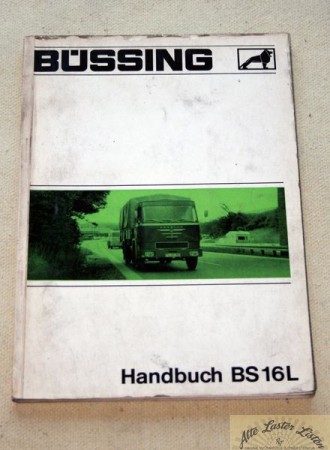 BÜSSING
Handbuch BS16L
Alte Laster Listen